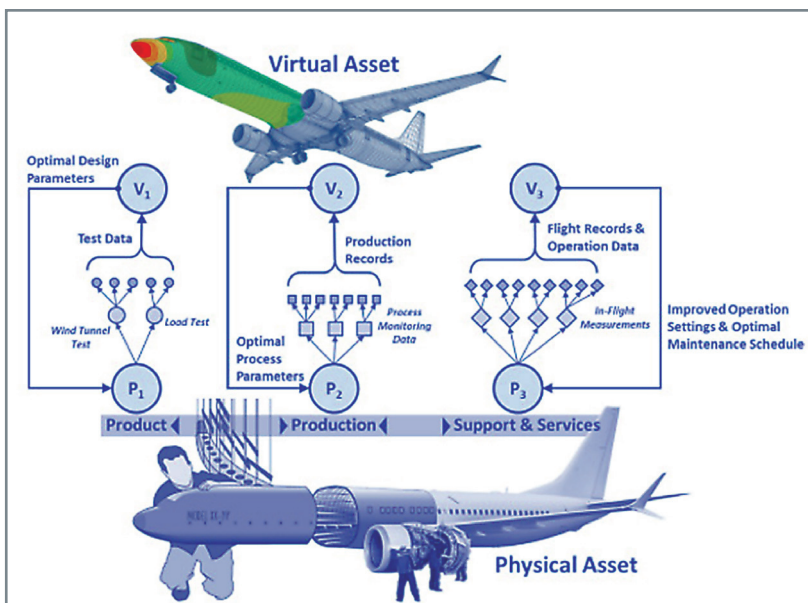 Virtual Asset
Optimal Design
Parameters
V1
V2
V3
Test Data
Production
Records
Flight Records &
Operation Data
Wind Tunnel
Test
Load Test
Process
Monitoring
Data
In-Flight
Measurements
Optimal
Process
Parameters
Improved Operation
Settings & Optimal
Maintenance Schedule
P1
P2
P3
Product
Production
Support & Services
Physical Asset